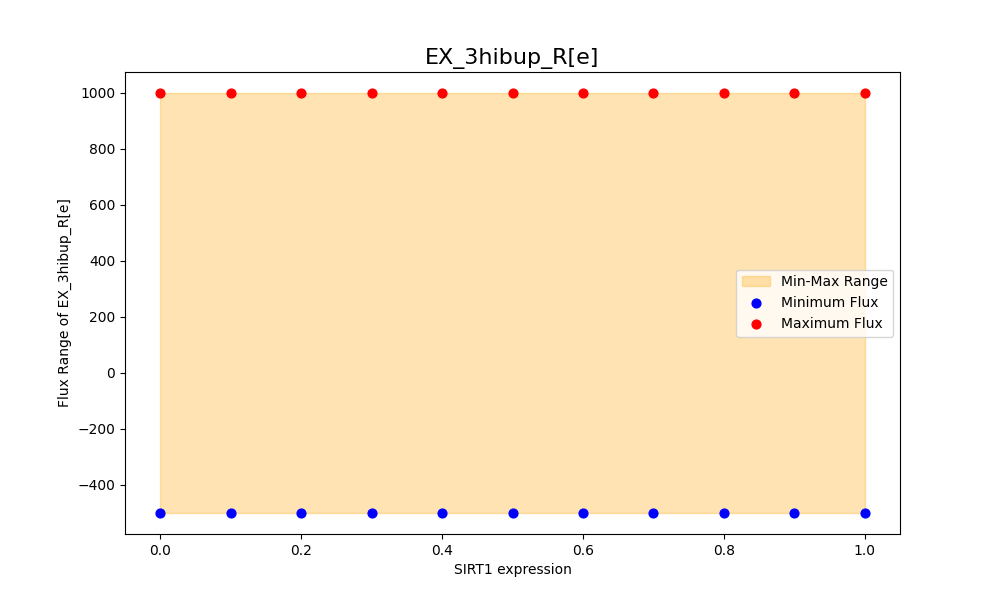 EX_3hibup_R[e]
Flux Range of EX_3hibup_R[e]
1000
800
600
400
200
0
−200
−400
Min-Max Range
Minimum Flux
Maximum Flux
0.0 0.2 0.4 0.6 0.8 1.0
SIRT1 expression